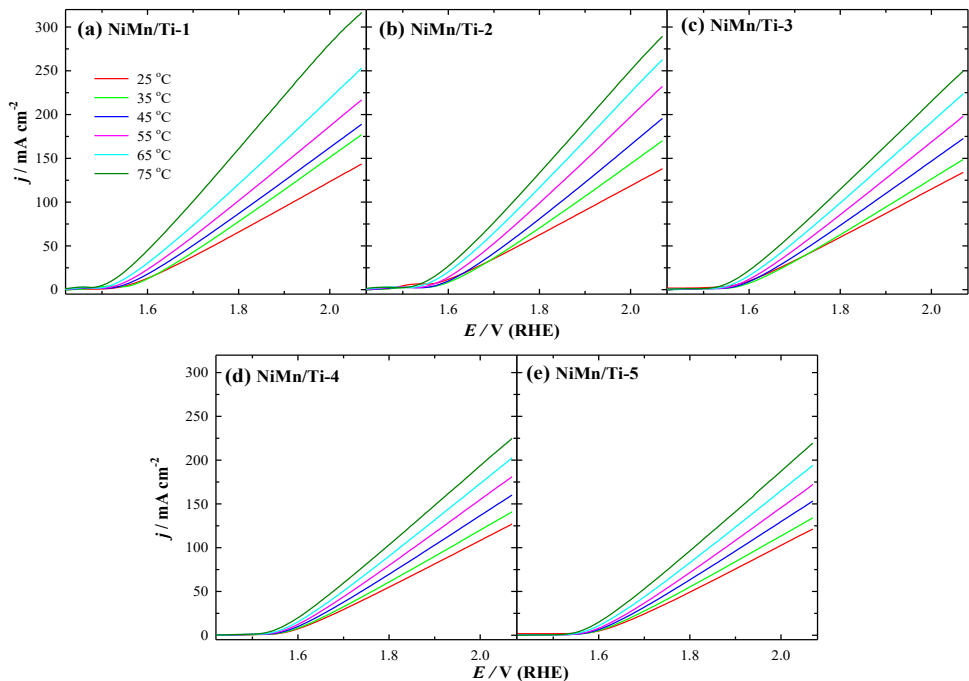 (a) NiMn/Ti-1
(b) NiMn/Ti-2
(c) NiMn/Ti-3
300
250
200
150
100
50
0
j / mA cm⁻²
25 °C
35 °C
45 °C
55 °C
65 °C
75 °C
1.6 1.8 2.0 1.6 1.8 2.0 1.6 1.8 2.0
E / V (RHE)
(d) NiMn/Ti-4
(e) NiMn/Ti-5
300
250
200
150
100
50
0
j / mA cm⁻²
1.6 1.8 2.0 1.6 1.8 2.0
E / V (RHE)